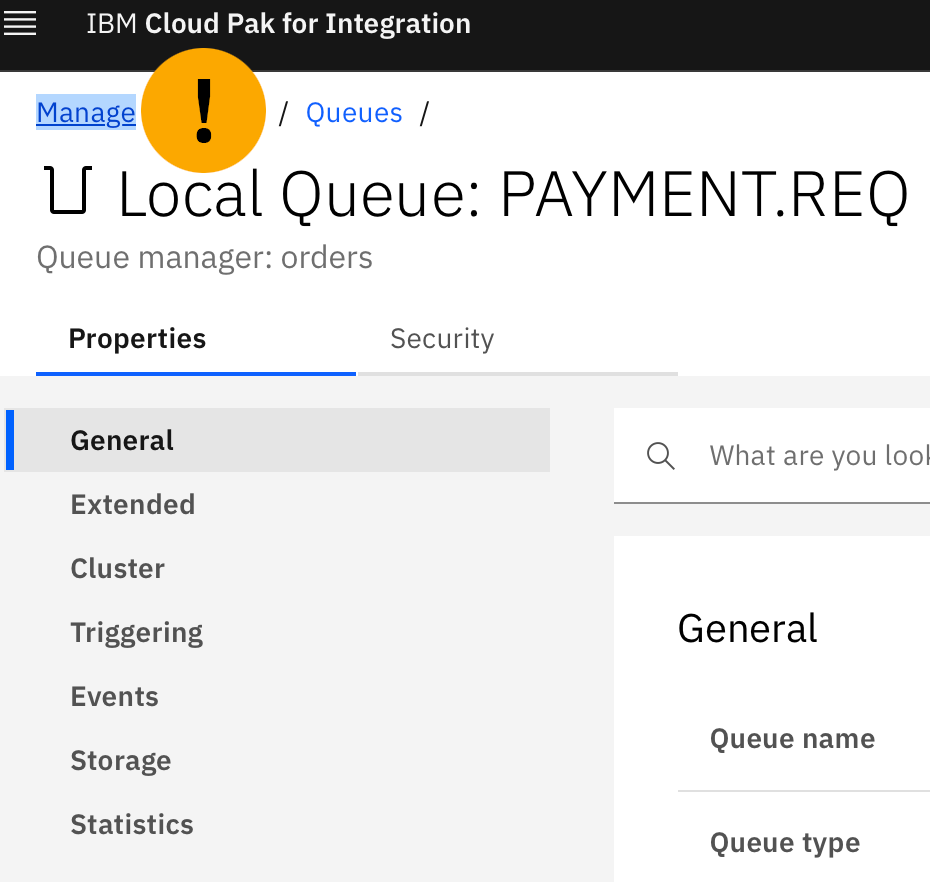 IBM Cloud Pak for Integration
Manage ! / Queues /
Local Queue: PAYMENT.REQ
Queue manager: orders
Properties Security
General
What are you look
Extended
Cluster
Triggering
Events
Storage
Statistics
General
Queue name
Queue type